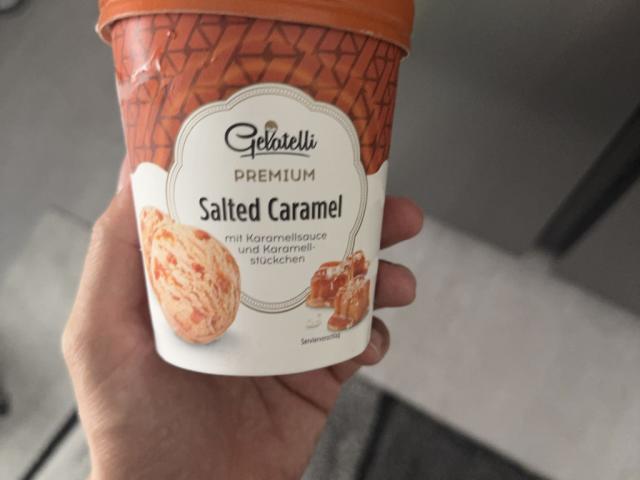 Gelatelli
PREMIUM
Salted Caramel
mit Karamellsauce
und Karamell-
stückchen
Serviervorschlag